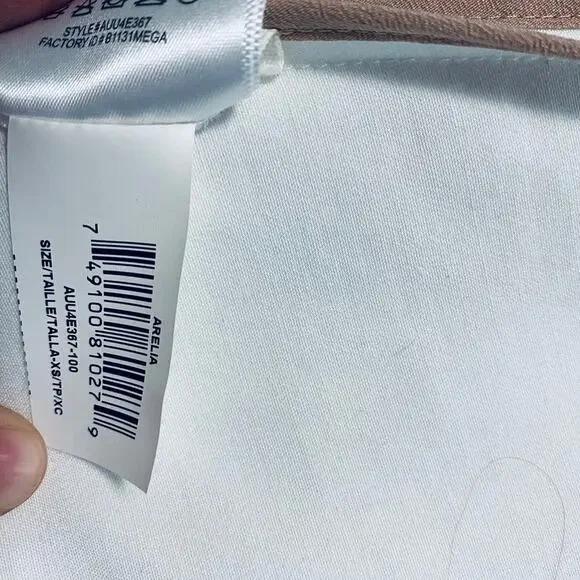 STYLE#AUU4E367
FACTORY ID#B1131MEGA
ARELIA
7 49100 81027 9
AUU4E367-100
SIZE/TAILLE/TALLA-XS/TP/XC